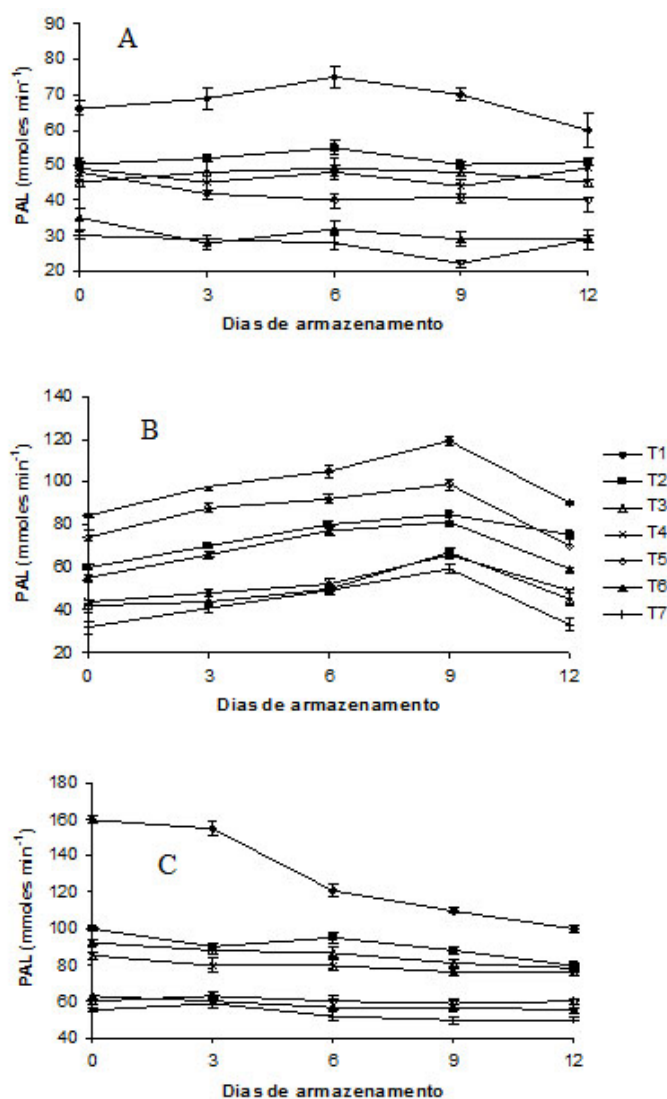 A
PAL (mmoles min⁻¹)
90
80
70
60
50
40
30
20
0 3 6 9 12
Dias de armazenamento
B
PAL (mmoles min⁻¹)
140
120
100
80
60
40
20
0 3 6 9 12
Dias de armazenamento
T1
T2
T3
T4
T5
T6
T7
C
PAL (mmoles min⁻¹)
180
160
140
120
100
80
60
40
0 3 6 9 12
Dias de armazenamento